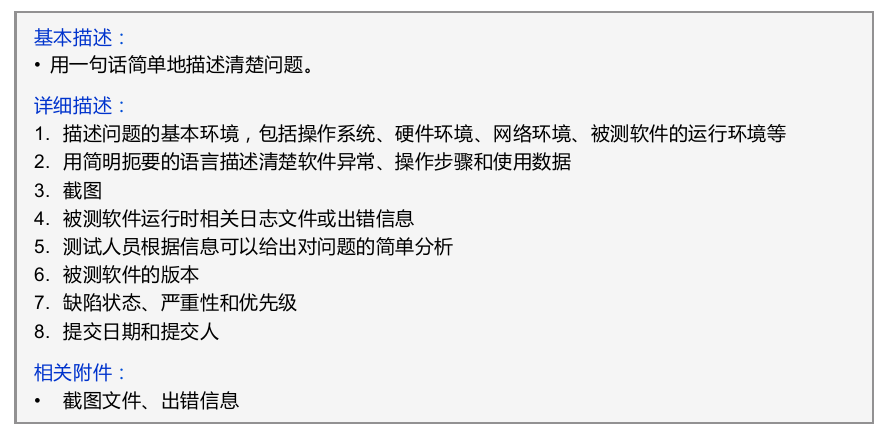 基本描述：
• 用一句话简单地描述清楚问题。
详细描述：
1. 描述问题的基本环境，包括操作系统、硬件环境、网络环境、被测软件的运行环境等
2. 用简明扼要的语言描述清楚软件异常、操作步骤和使用数据
3. 截图
4. 被测软件运行时相关日志文件或出错信息
5. 测试人员根据信息可以给出对问题的简单分析
6. 被测软件的版本
7. 缺陷状态、严重性和优先级
8. 提交日期和提交人
相关附件：
• 截图文件、出错信息